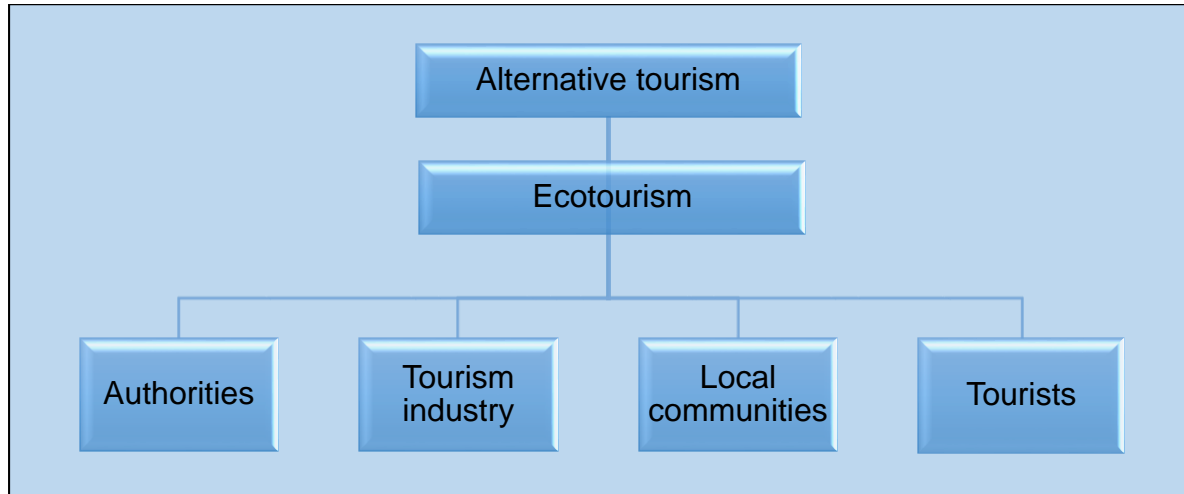 Alternative tourism
Ecotourism
Authorities
Tourism
industry
Local
communities
Tourists